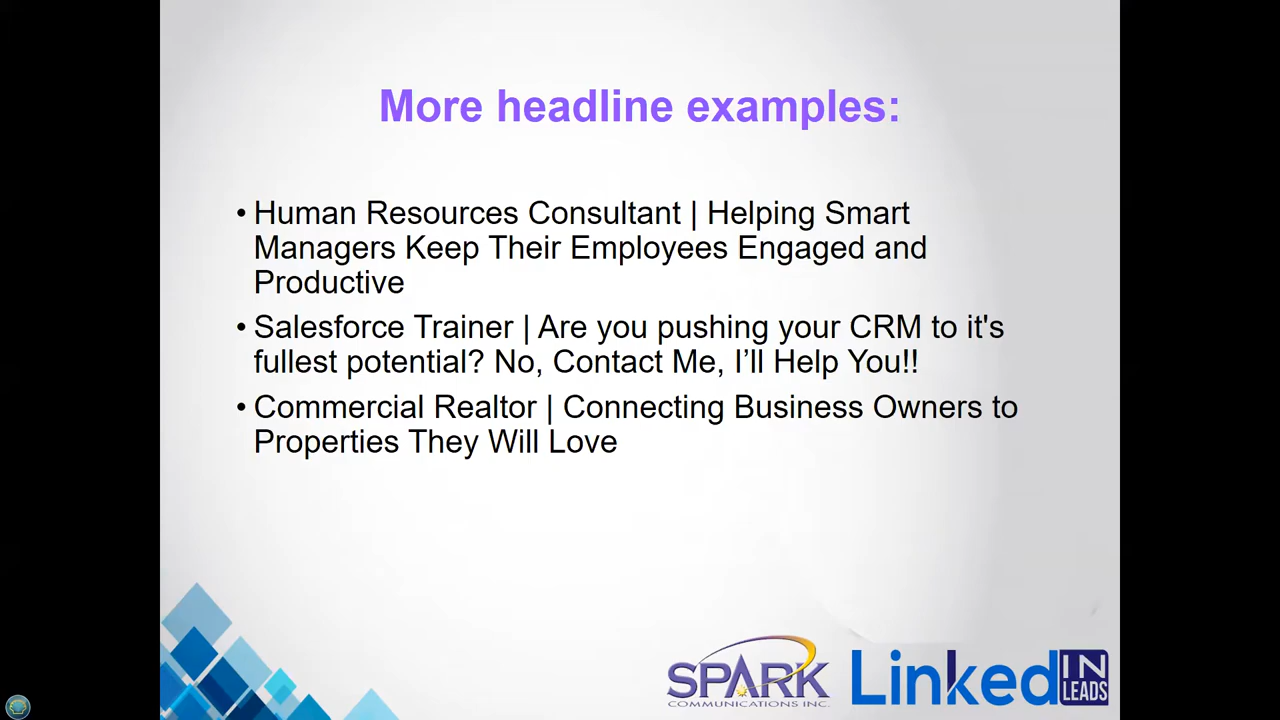 More headline examples:
• Human Resources Consultant | Helping Smart
Managers Keep Their Employees Engaged and
Productive
• Salesforce Trainer | Are you pushing your CRM to it's
fullest potential? No, Contact Me, I’ll Help You!!
• Commercial Realtor | Connecting Business Owners to
Properties They Will Love
SPARK
COMMUNICATIONS INC.
Linked IN
LEADS